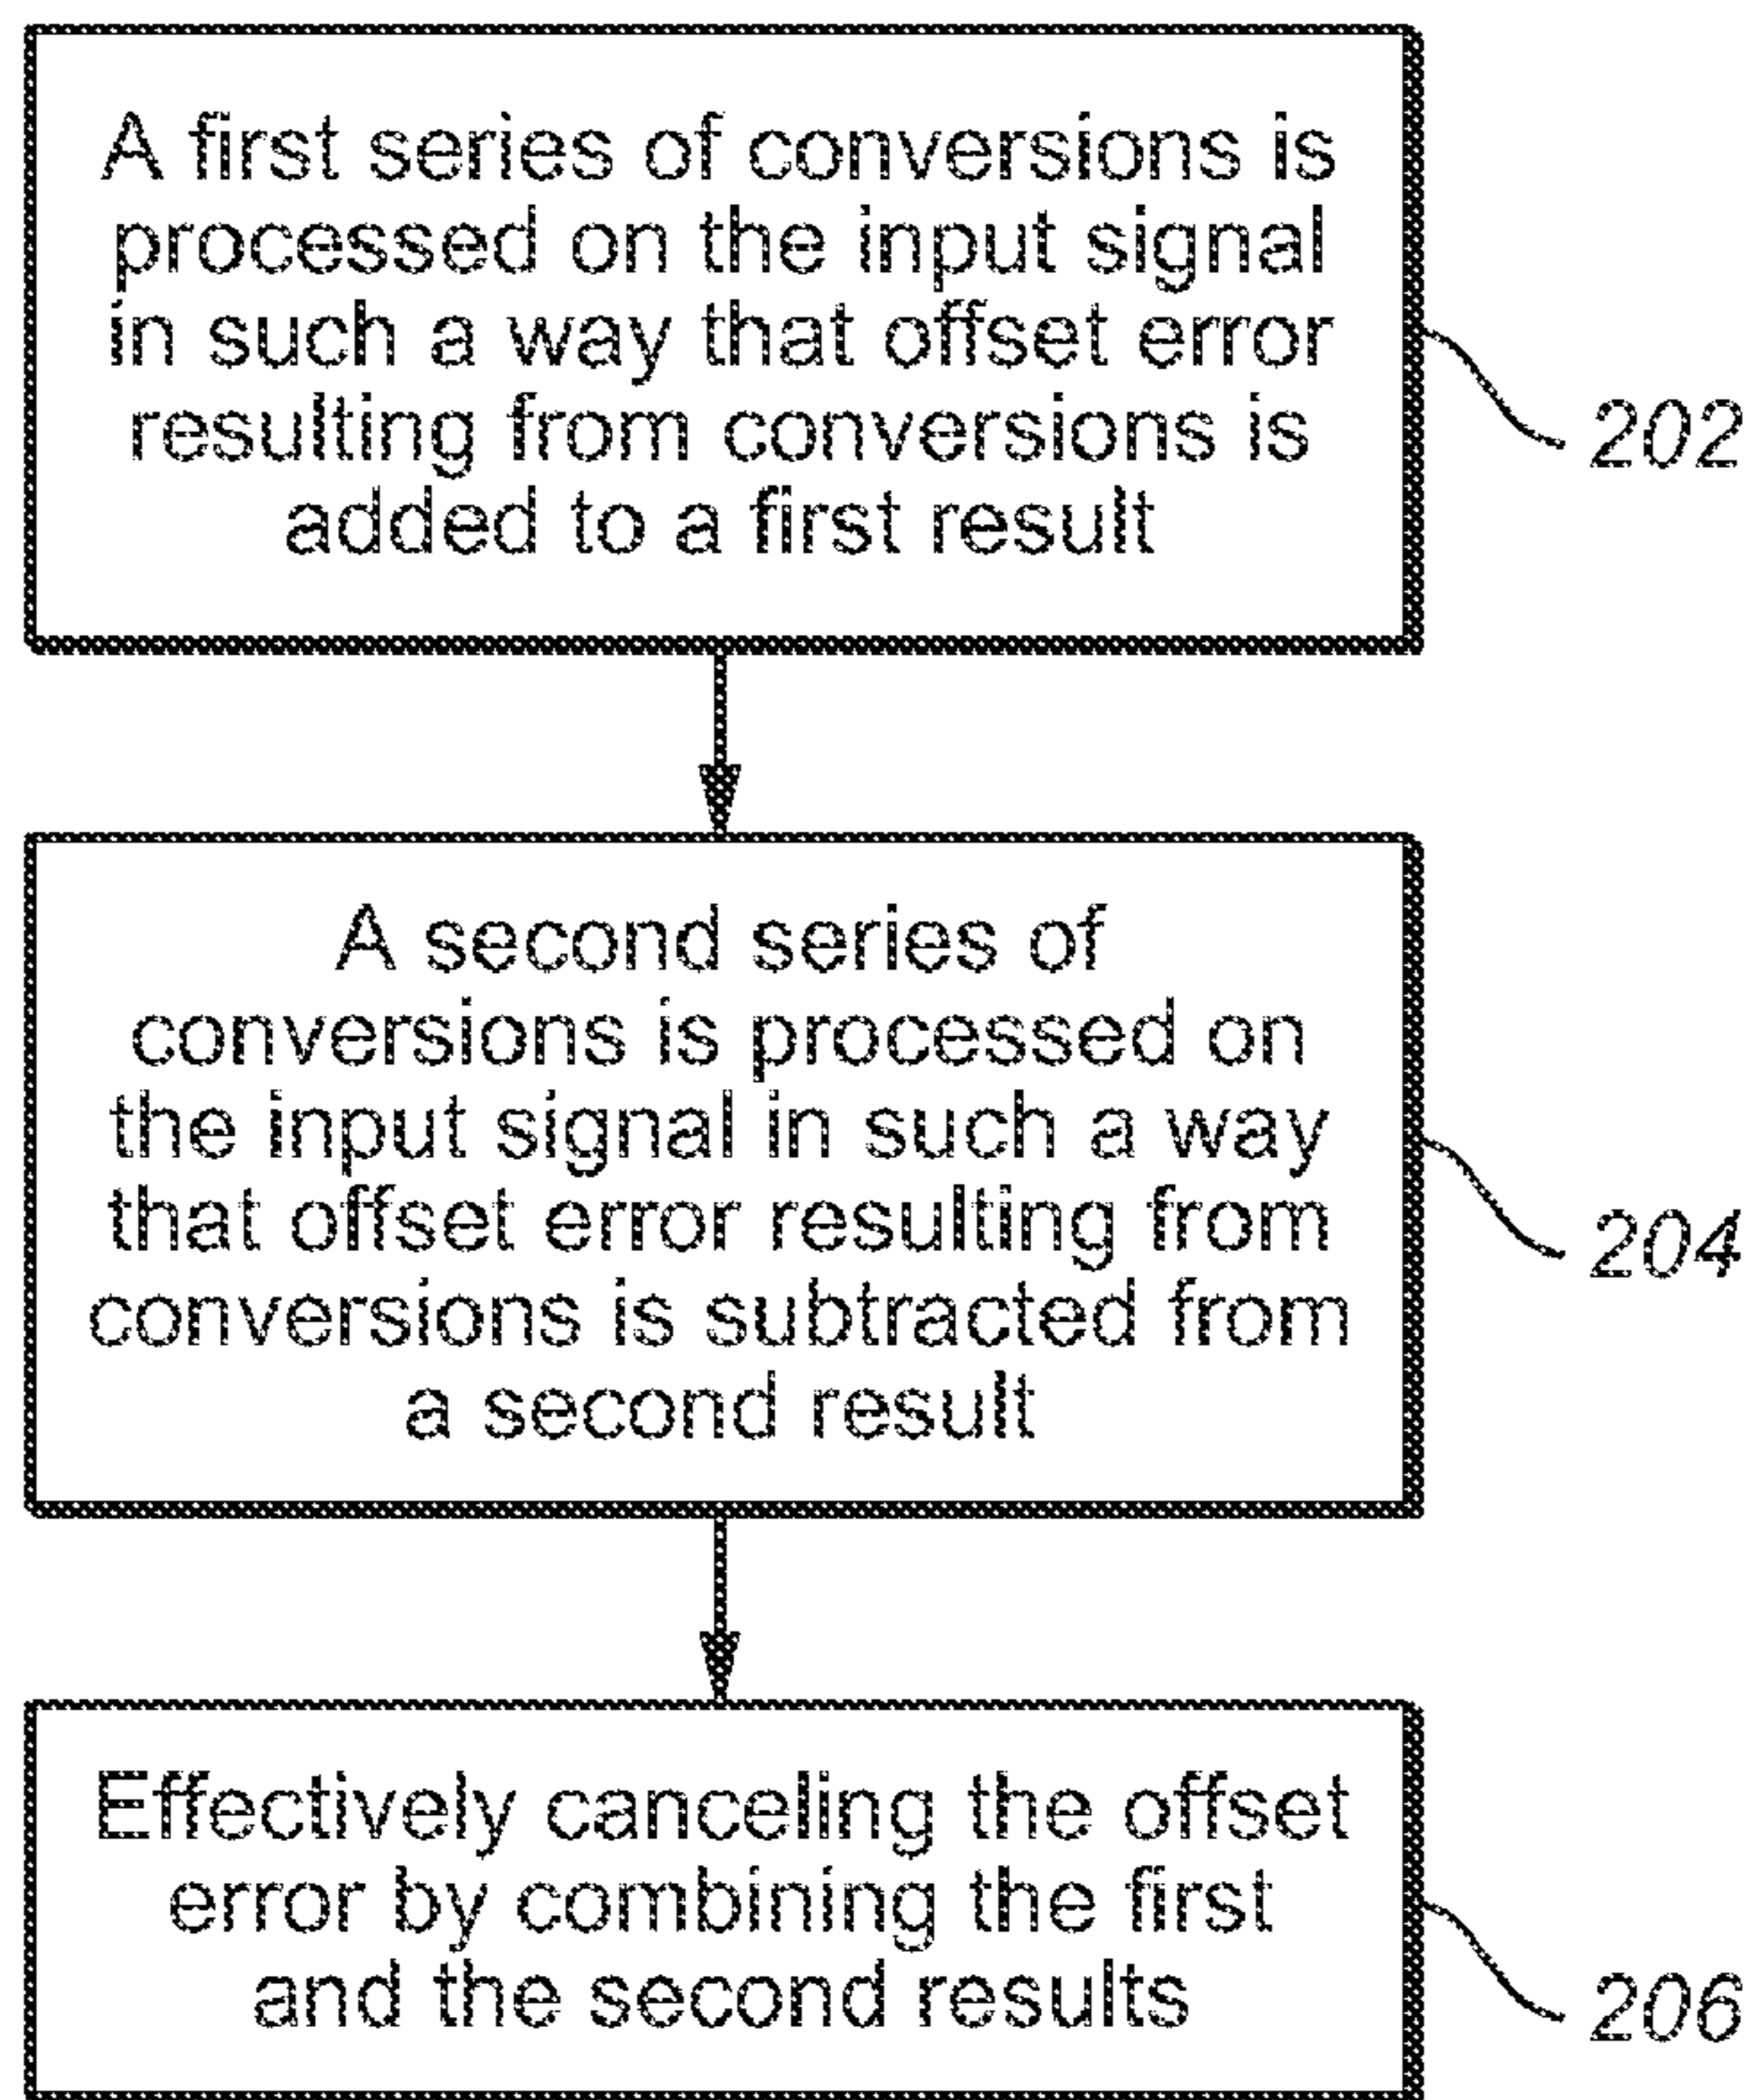 A first series of conversions is
processed on the input signal
in such a way that offset error
resulting from conversions is
added to a first result
202
A second series of
conversions is processed on
the input signal in such a way
that offset error resulting from
conversions is subtracted from
a second result
204
Effectively canceling the offset
error by combining the first
and the second results
206